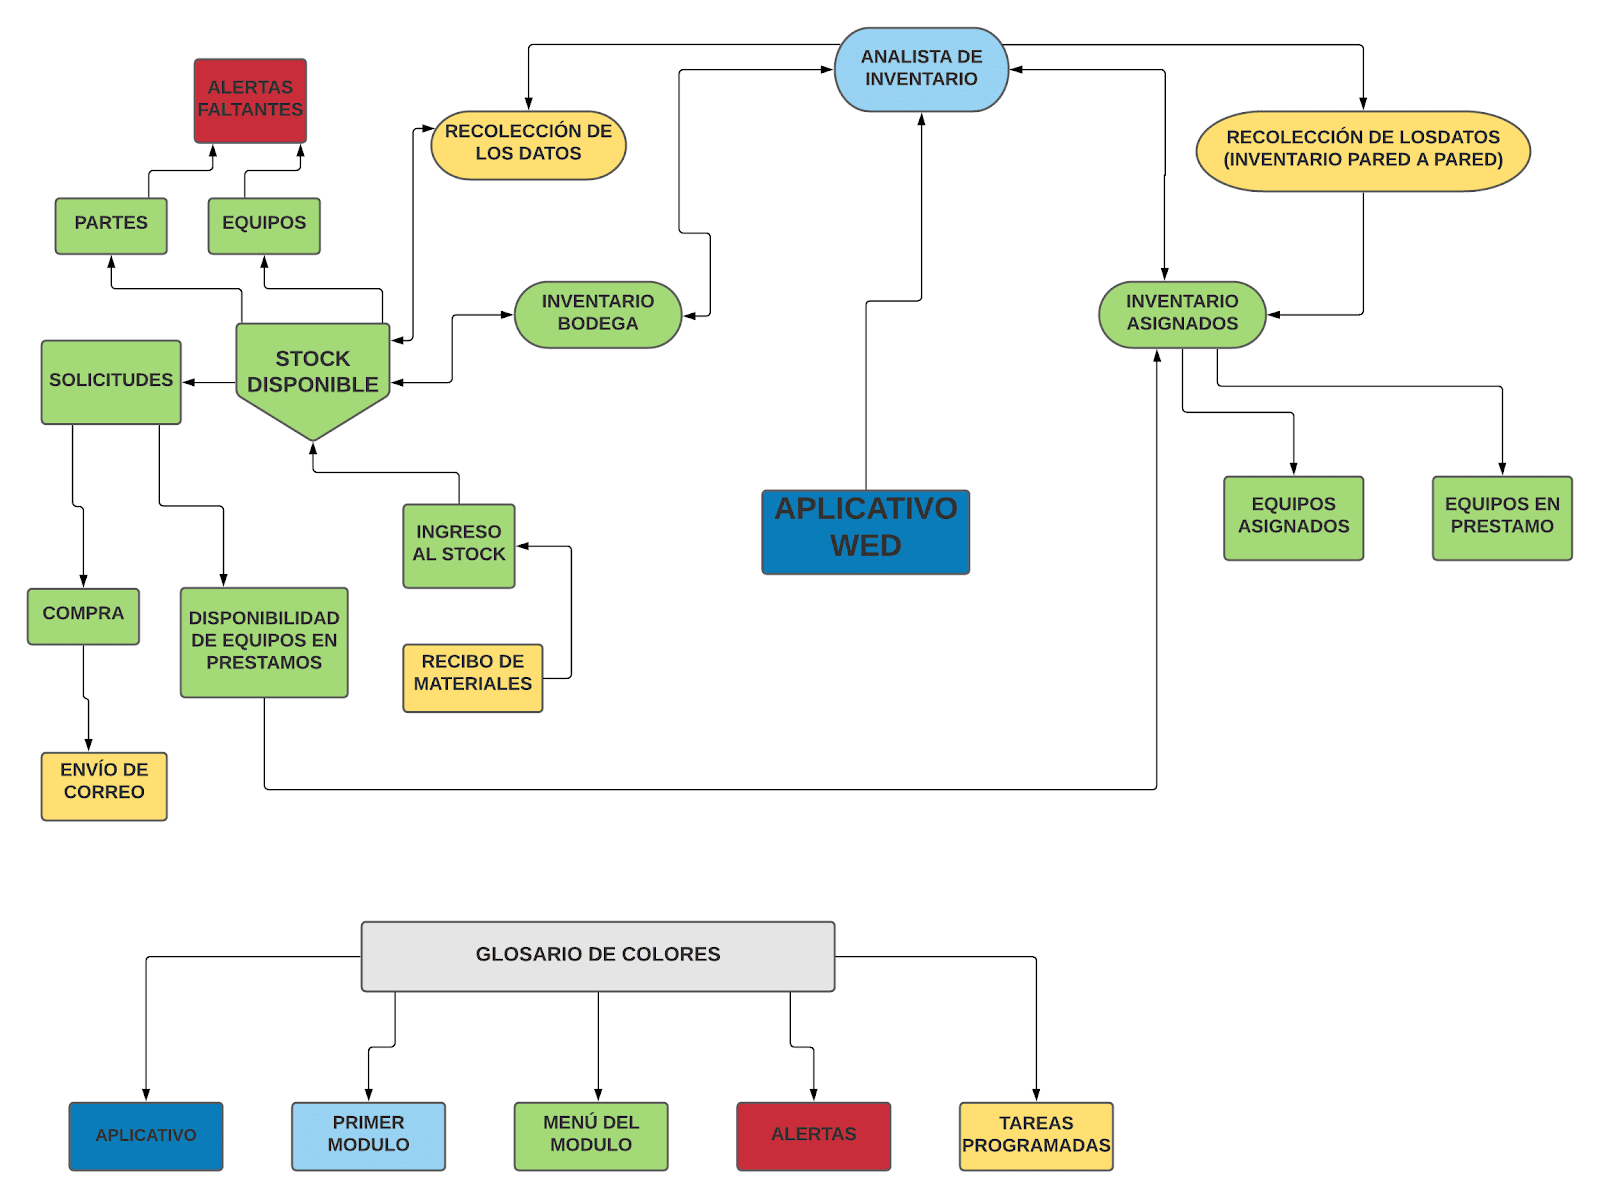 ANALISTA DE
INVENTARIO
ALERTAS
FALTANTES
RECOLECCIÓN DE
LOS DATOS
RECOLECCIÓN DE LOSDATOS
(INVENTARIO PARED A PARED)
PARTES
EQUIPOS
INVENTARIO
BODEGA
INVENTARIO
ASIGNADOS
STOCK
DISPONIBLE
SOLICITUDES
APLICATIVO
WED
EQUIPOS
ASIGNADOS
EQUIPOS EN
PRESTAMO
INGRESO
AL STOCK
COMPRA
DISPONIBILIDAD
DE EQUIPOS EN
PRESTAMOS
RECIBO DE
MATERIALES
ENVÍO DE
CORREO
GLOSARIO DE COLORES
APLICATIVO
PRIMER
MODULO
MENÚ DEL
MODULO
ALERTAS
TAREAS
PROGRAMADAS